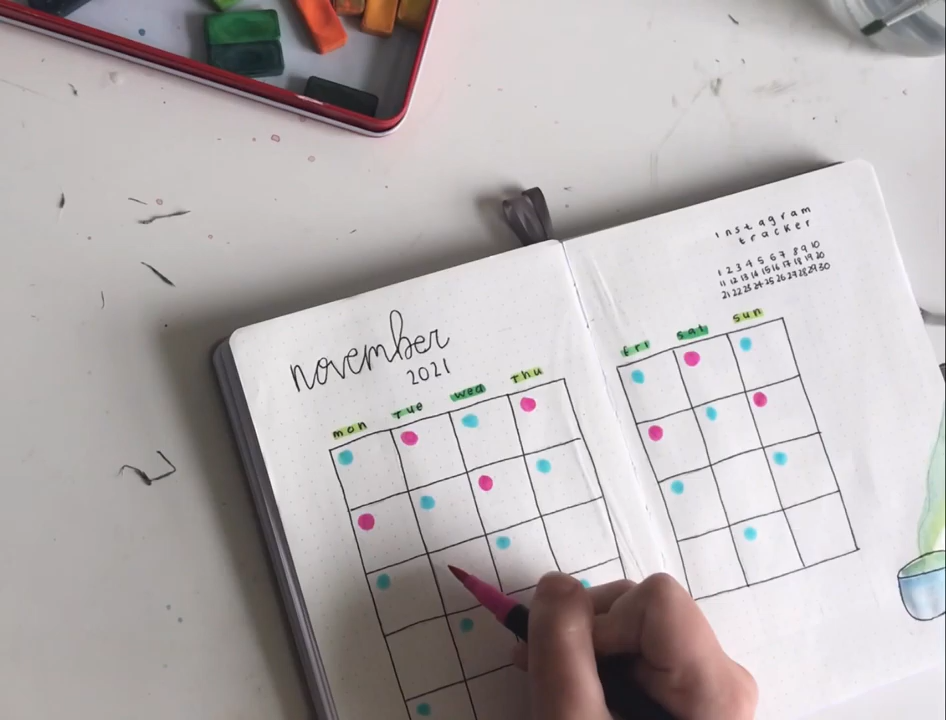 november
2021
mon Tue wed Thu
Instagram
tracker
1 2 3 4 5 6 7 8 9 10
11 12 13 14 15 16 17 18 19 20
21 22 23 24 25 26 27 28 29 30
fri sat sun